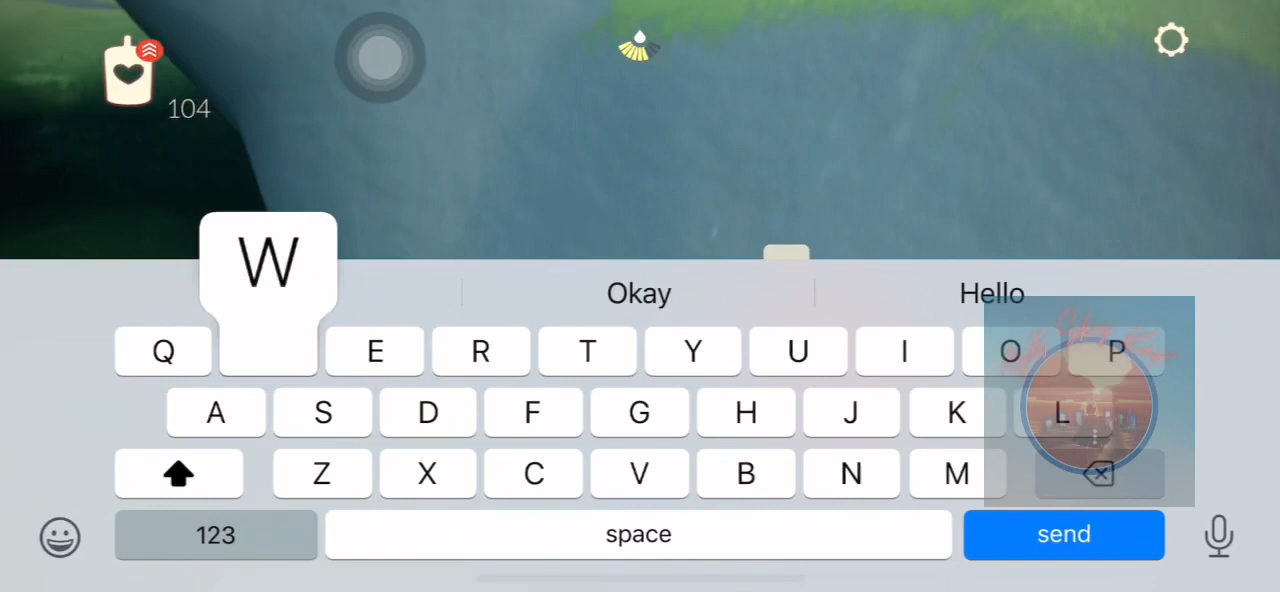 104
W
Okay Hello
Q E R T Y U I O P
A S D F G H J K L
Z X C V B N M
123 space send